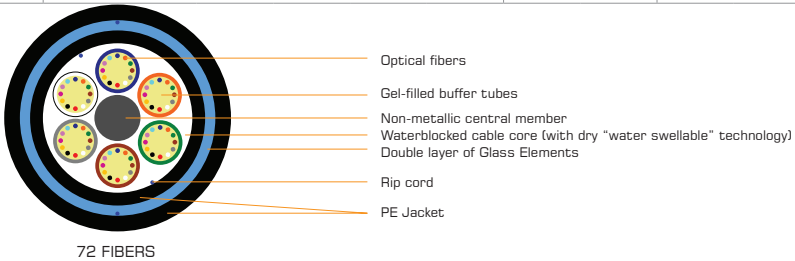 Optical fibers
Gel-filled buffer tubes
Non-metallic central member
Waterblocked cable core (with dry “water swellable” technology)
Double layer of Glass Elements
Rip cord
PE Jacket
72 FIBERS